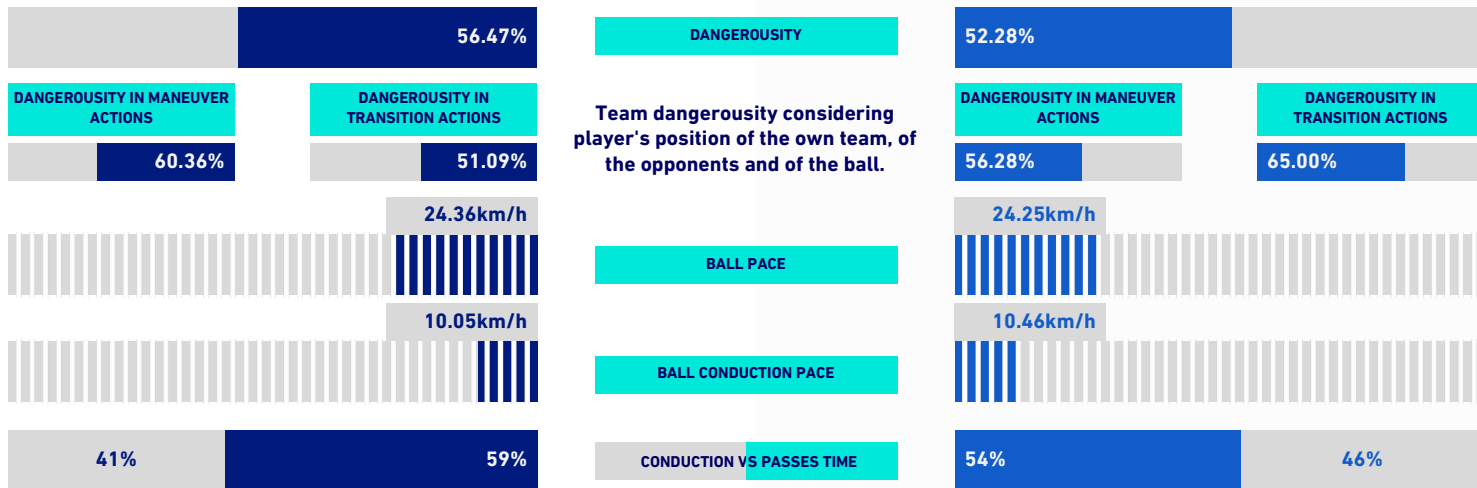 56.47%
DANGEROUSITY
52.28%
DANGEROUSITY IN MANEUVER
ACTIONS
DANGEROUSITY IN
TRANSITION ACTIONS
60.36%
51.09%
Team dangerousity considering
player's position of the own team, of
the opponents and of the ball.
DANGEROUSITY IN MANEUVER
ACTIONS
DANGEROUSITY IN
TRANSITION ACTIONS
56.28%
65.00%
24.36km/h
BALL PACE
24.25km/h
10.05km/h
BALL CONDUCTION PACE
10.46km/h
41%
59%
CONDUCTION VS PASSES TIME
54%
46%